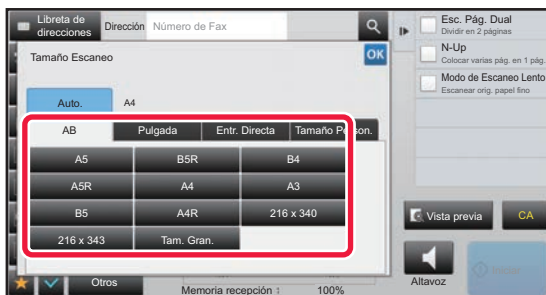 Libreta de direcciones
Dirección
Número de Fax
Tamaño Escaneo
OK
Auto.
A4
AB
Pulgada
Entr. Directa
Tamaño Person.
A5
B5R
B4
A5R
A4
A3
B5
A4R
216 x 340
216 x 343
Tam. Gran.
Otros
Memoria recepción
100%
Esc. Pág. Dual
Dividir en 2 páginas
N-Up
Colocar varias pág. en 1 pág.
Modo de Escaneo Lento
Escanear orig. papel fino
Vista previa
CA
Altavoz